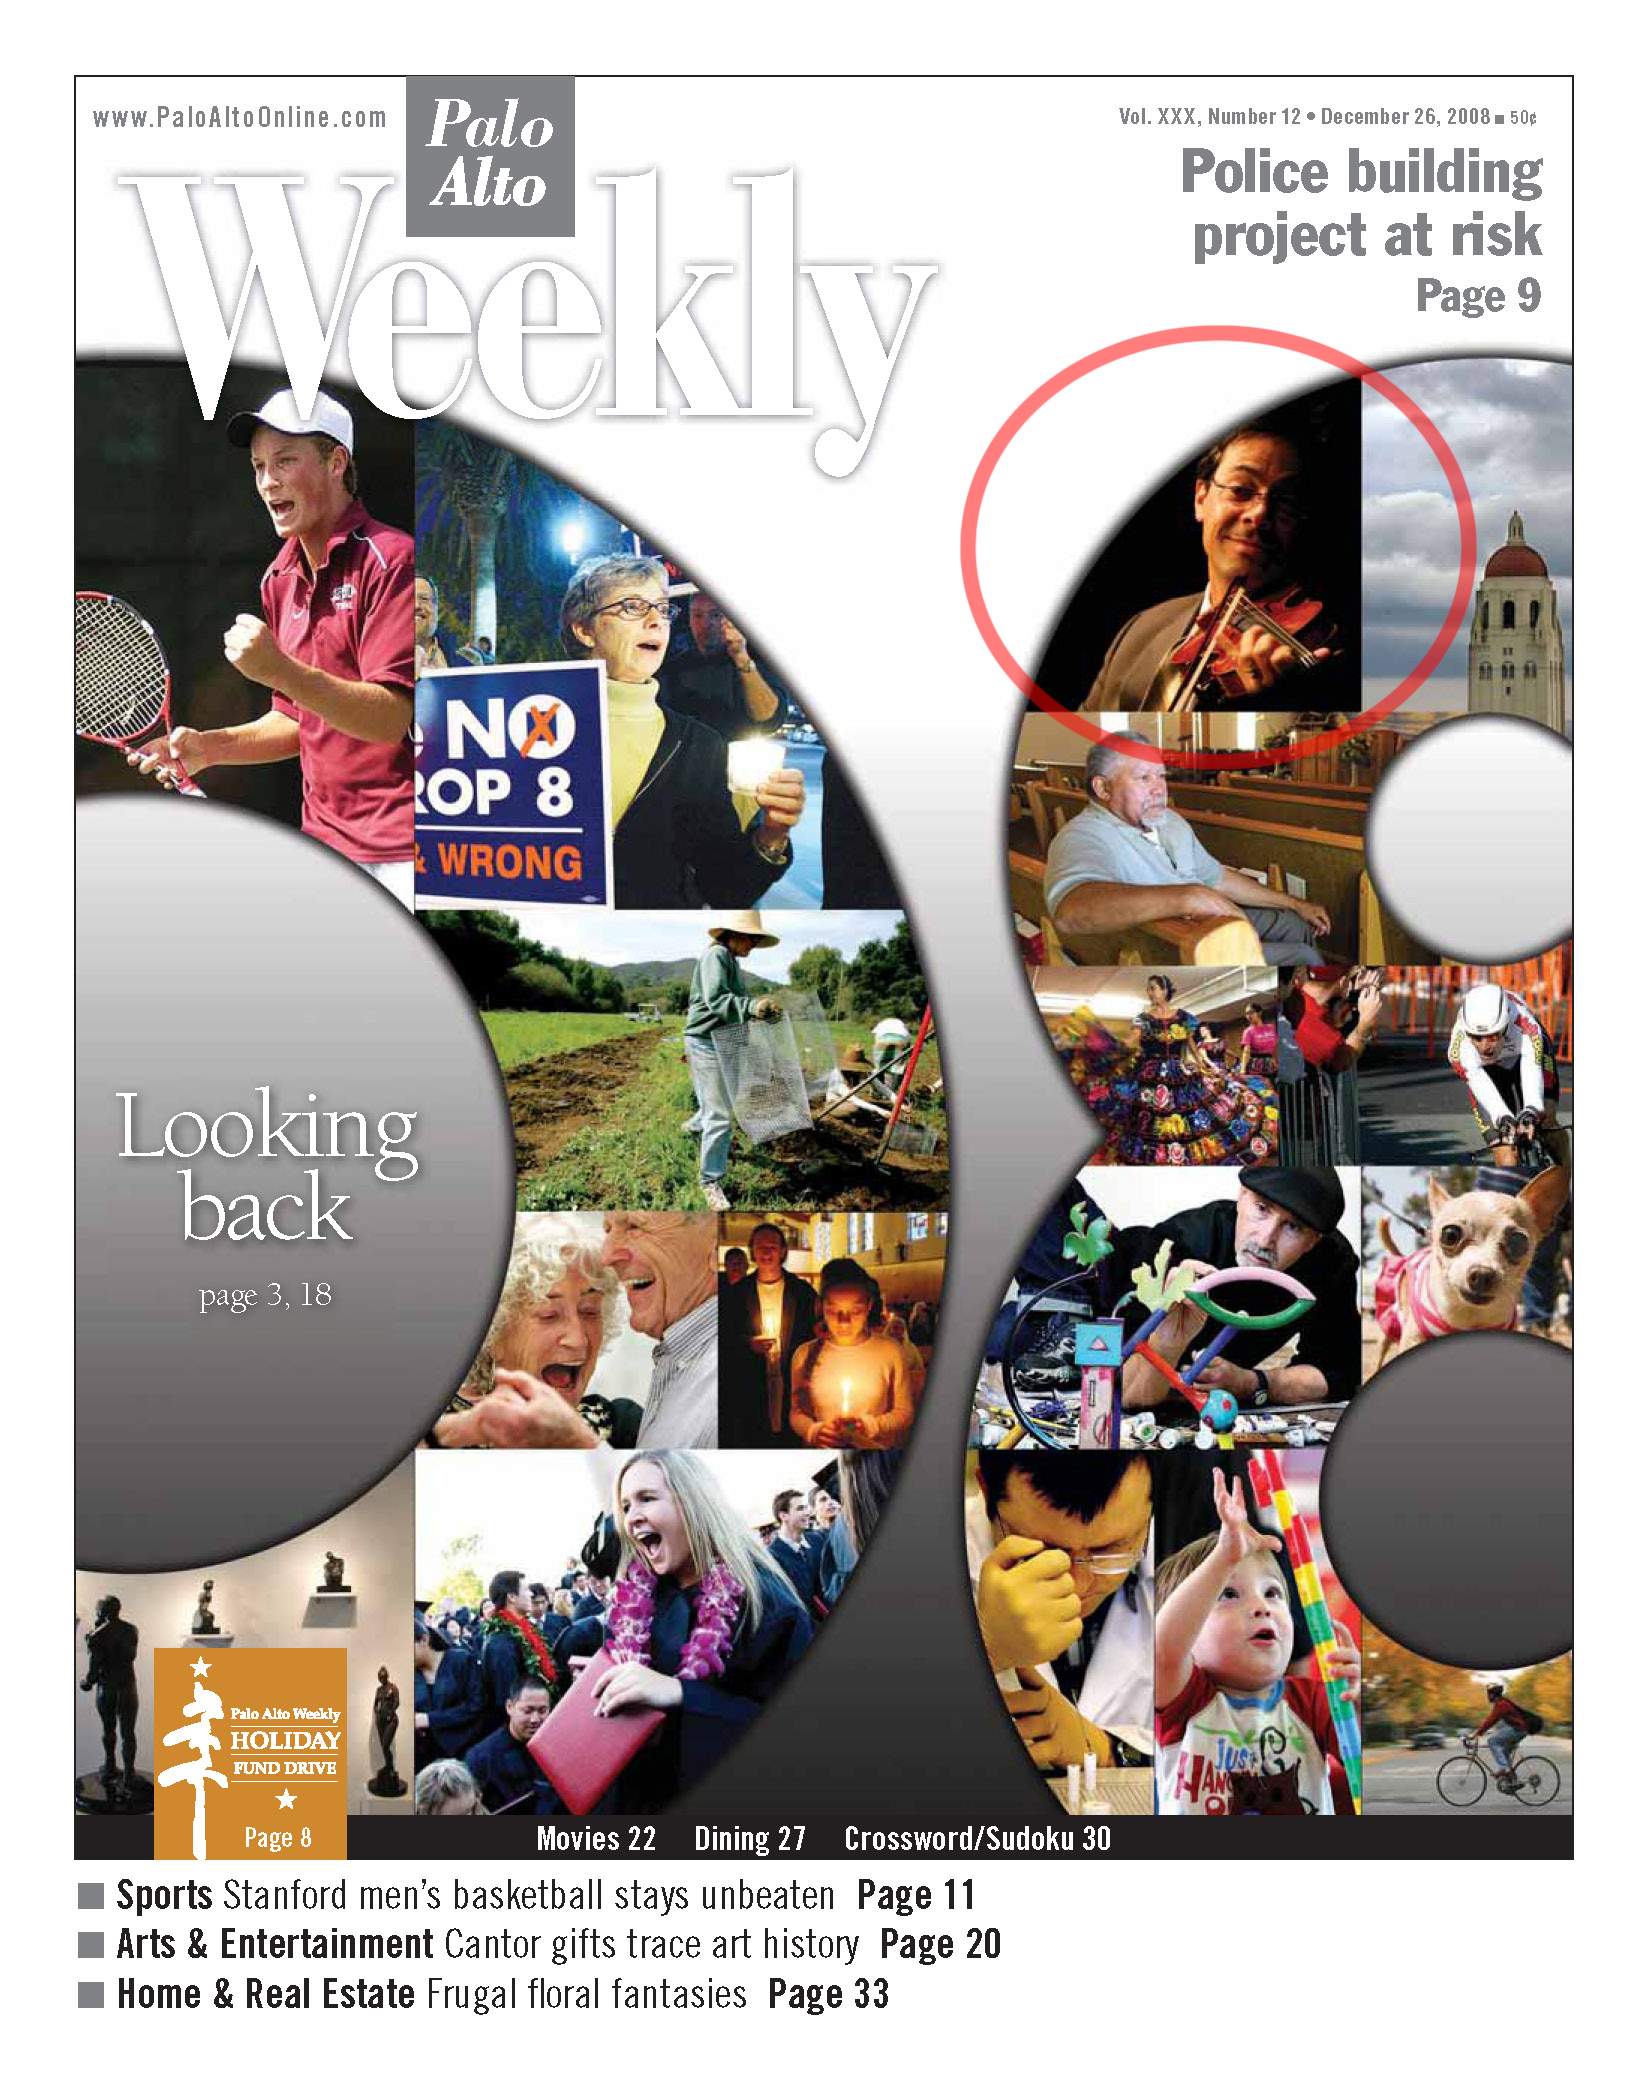 www.PaloAltoOnline.com
Palo
Alto
Weekly
Vol. XXX, Number 12 • December 26, 2008 ■ 50¢
Police building
project at risk
Page 9
NO
ROP 8
& WRONG
Looking
back
page 3, 18
JUST
HAN
Palo Alto Weekly
HOLIDAY
FUND DRIVE
Page 8
Movies 22 Dining 27 Crossword/Sudoku 30
■ Sports Stanford men's basketball stays unbeaten Page 11
■ Arts & Entertainment Cantor gifts trace art history Page 20
■ Home & Real Estate Frugal floral fantasies Page 33